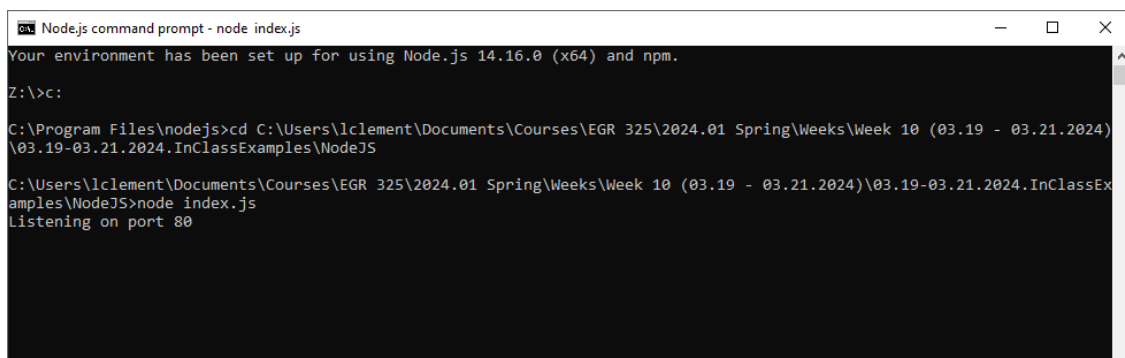 Node.js command prompt - node index.js
Your environment has been set up for using Node.js 14.16.0 (x64) and npm.
Z:\>c:
C:\Program Files\nodejs>cd C:\Users\lclement\Documents\Courses\EGR 325\2024.01 Spring\Weeks\Week 10 (03.19 - 03.21.2024)
\03.19-03.21.2024.InClassExamples\NodeJS
C:\Users\lclement\Documents\Courses\EGR 325\2024.01 Spring\Weeks\Week 10 (03.19 - 03.21.2024)\03.19-03.21.2024.InClassEx
amples\NodeJS>node index.js
Listening on port 80